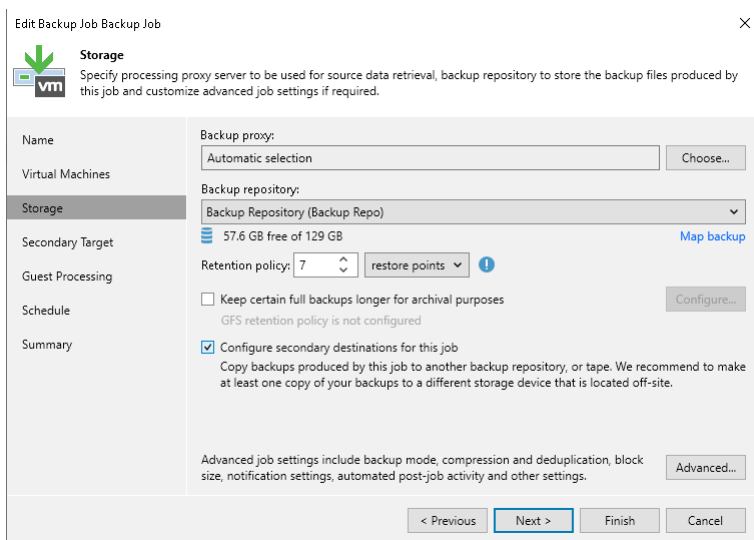 Edit Backup Job Backup Job
Storage
Specify processing proxy server to be used for source data retrieval, backup repository to store the backup files produced by
this job and customize advanced job settings if required.
vm
Name
Virtual Machines
Storage
Secondary Target
Guest Processing
Schedule
Summary
Backup proxy:
Automatic selection
Choose...
Backup repository:
Backup Repository (Backup Repo)
57.6 GB free of 129 GB
Map backup
Retention policy: 7 restore points
Keep certain full backups longer for archival purposes
Configure...
GFS retention policy is not configured
Configure secondary destinations for this job
Copy backups produced by this job to another backup repository, or tape. We recommend to make
at least one copy of your backups to a different storage device that is located off-site.
Advanced job settings include backup mode, compression and deduplication, block
size, notification settings, automated post-job activity and other settings.
Advanced...
< Previous
Next >
Finish
Cancel